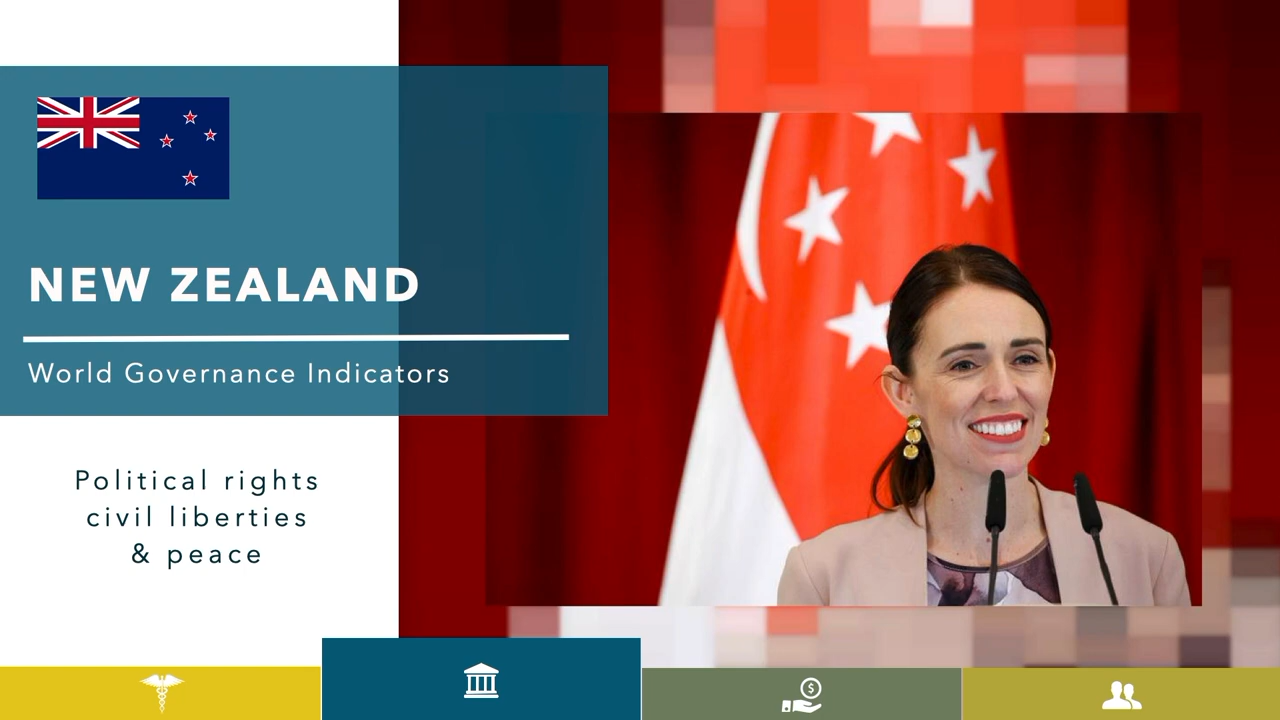 NEW ZEALAND
World Governance Indicators
Political rights
civil liberties
& peace
$